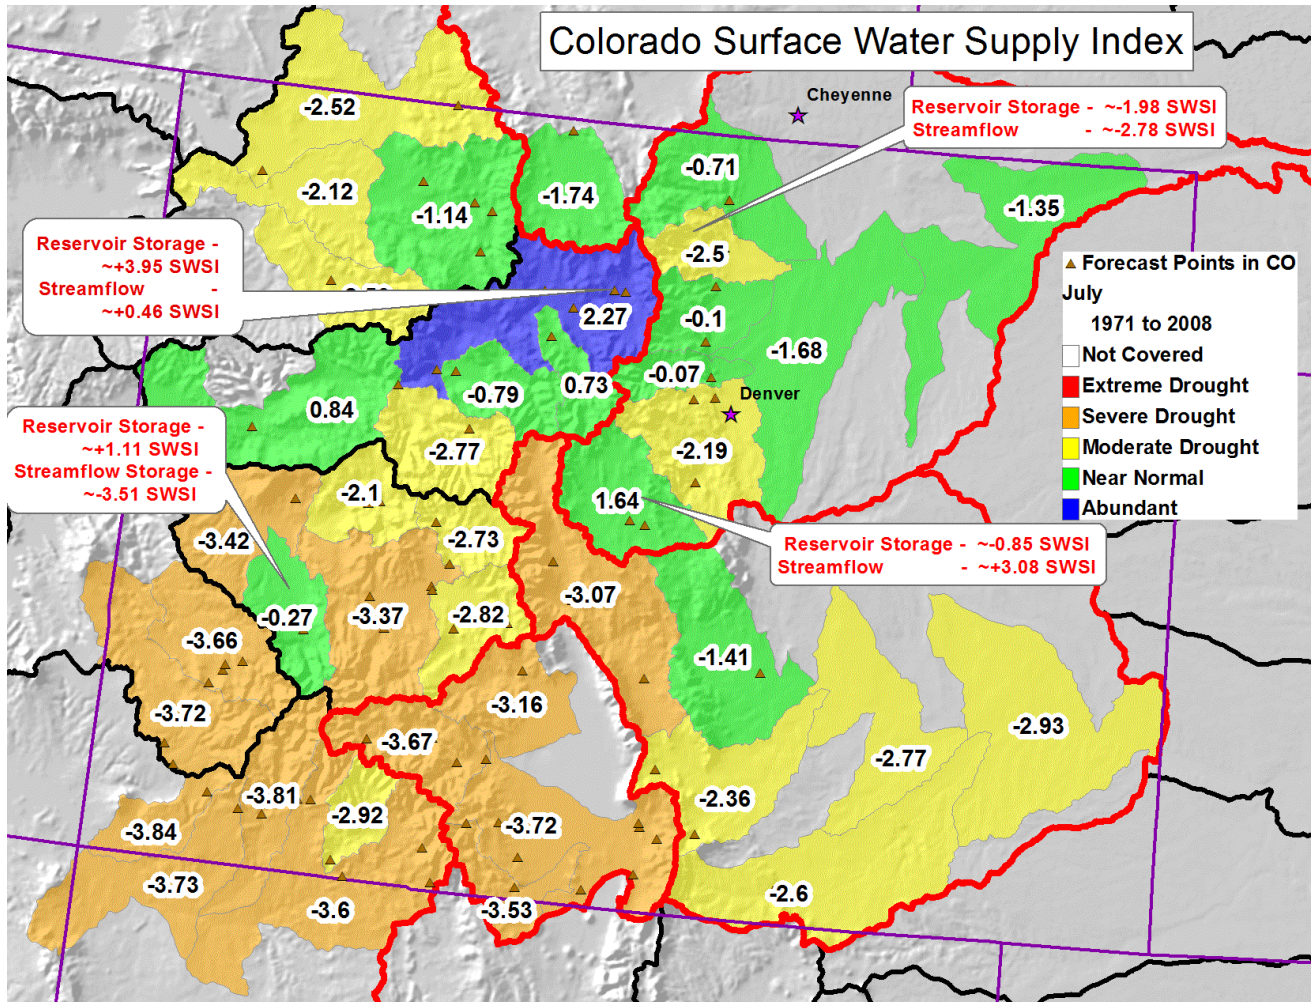 Colorado Surface Water Supply Index
Cheyenne
Reservoir Storage - ~-1.98 SWSI
Streamflow - ~-2.78 SWSI
-2.52
-0.71
-2.12
-1.74
-1.14
-1.35
Reservoir Storage -
~+3.95 SWSI
Streamflow -
~+0.46 SWSI
-2.5
Forecast Points in CO
July
1971 to 2008
Not Covered
Extreme Drought
Severe Drought
Moderate Drought
Near Normal
Abundant
2.27
-0.1
-1.68
-0.07
0.73
-0.79
0.84
Denver
Reservoir Storage -
~+1.11 SWSI
Streamflow Storage -
~-3.51 SWSI
-2.77
-2.19
-2.1
1.64
-3.42
-2.73
Reservoir Storage - ~-0.85 SWSI
Streamflow - ~+3.08 SWSI
-3.07
-0.27
-3.37
-2.82
-3.66
-1.41
-3.72
-3.16
-3.67
-2.93
-2.77
-3.81
-2.36
-2.92
-3.84
-3.72
-3.73
-2.6
-3.6
-3.53